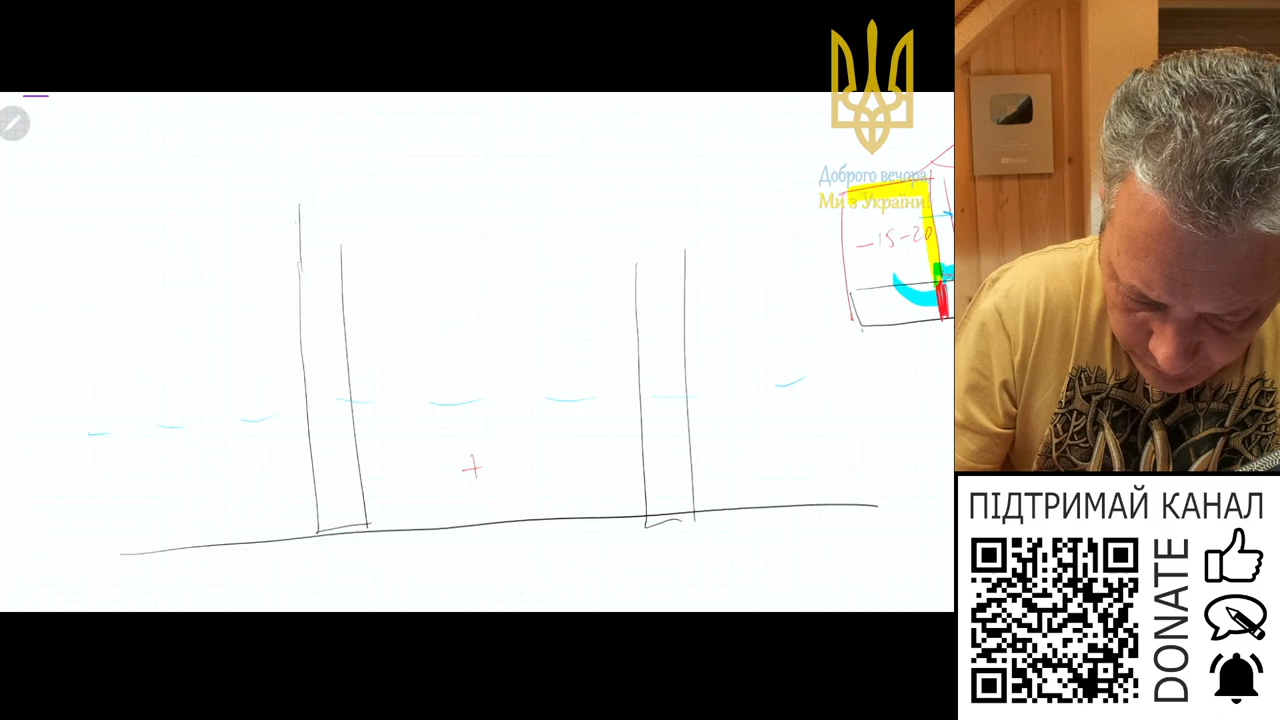 Доброго вечора,
Ми з України!
-15-20
+
ПІДТРИМАЙ КАНАЛ
DONATE